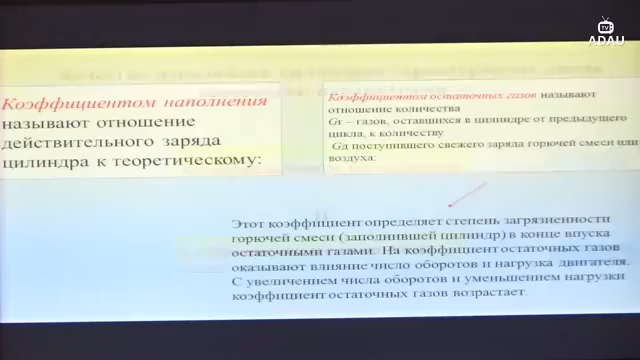 TV
ADAU
Коэффициентом наполнения
называют отношение
действительного заряда
цилиндра к теоретическому:
Коэффициентом остаточных газов называют
отношение количества
Gт – газов, оставшихся в цилиндре от предыдущего
цикла, к количеству
Gд поступившего свежего заряда горючей смеси или
воздуха:
Этот коэффициент определяет степень загрязненности
горючей смеси (заполнившей цилиндр) в конце впуска
остаточными газами. На коэффициент остаточных газов
оказывают влияние число оборотов и нагрузка двигателя.
С увеличением числа оборотов и уменьшением нагрузки
коэффициент остаточных газов возрастает.